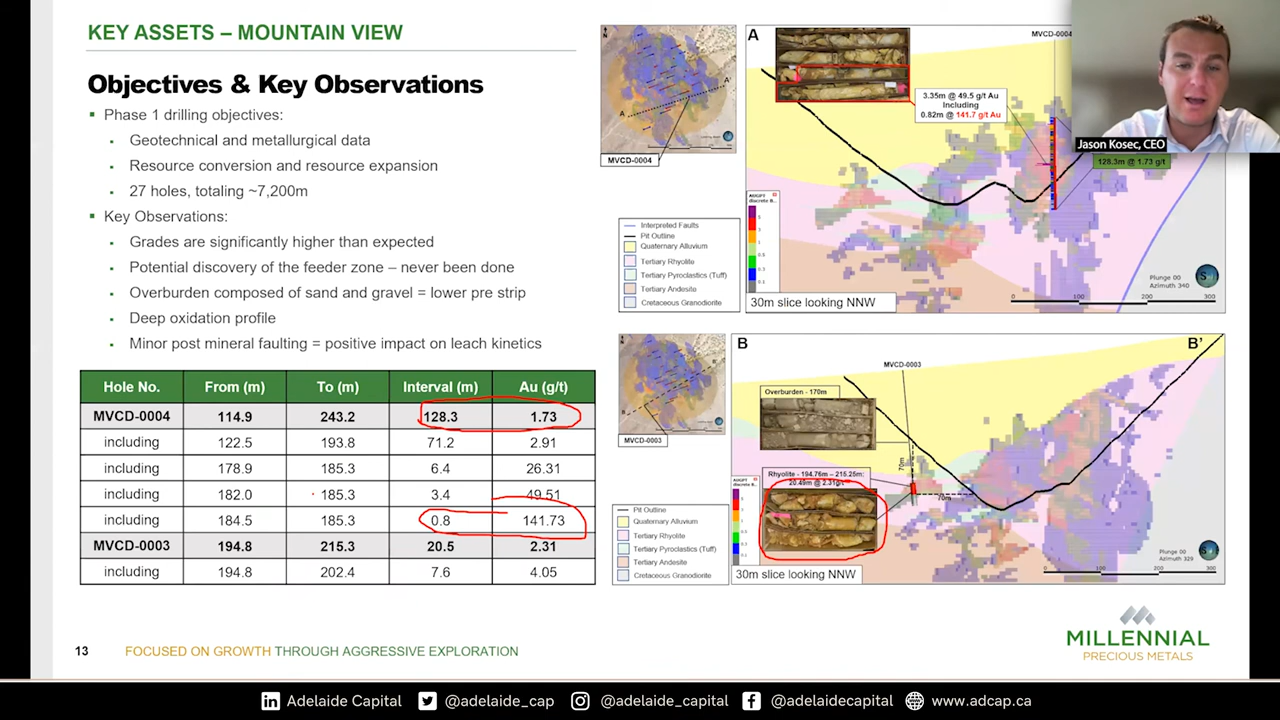 KEY ASSETS – MOUNTAIN VIEW
Objectives & Key Observations
Phase 1 drilling objectives:
Geotechnical and metallurgical data
Resource conversion and resource expansion
27 holes, totaling ~7,200m
Key Observations:
Grades are significantly higher than expected
Potential discovery of the feeder zone – never been done
Overburden composed of sand and gravel = lower pre strip
Deep oxidation profile
Minor post mineral faulting = positive impact on leach kinetics
Hole No. From (m) To (m) Interval (m) Au (g/t)
MVCD-0004 114.9 243.2 128.3 1.73
including 122.5 193.8 71.2 2.91
including 178.9 185.3 6.4 26.31
including 182.0 185.3 3.4 49.51
including 184.5 185.3 0.8 141.73
MVCD-0003 194.8 215.3 20.5 2.31
including 194.8 202.4 7.6 4.05
A A'
MVCD-0004
Interpreted Faults
Pit Outline
Quaternary Alluvium
Tertiary Rhyolite
Tertiary Pyroclastics (Tuff)
Tertiary Andesite
Cretaceous Granodiorite
A
MVCD-0004
3.35m @ 49.5 g/t Au
Including
0.82m @ 141.7 g/t Au
128.3m @ 1.73 g/t
Plunge 00
Azimuth 340
0 100 200 300
30m slice looking NNW
Jason Kosec, CEO
MVCD-0003
Pit Outline
Quaternary Alluvium
Tertiary Rhyolite
Tertiary Pyroclastics (Tuff)
Tertiary Andesite
Cretaceous Granodiorite
B B'
MVCD-0003
Overburden - 170m
Rhyolite - 194.76m - 215.25m:
20.49m @ 2.31g/t
70m
70m
Plunge 00
Azimuth 329
0 100 200 300
30m slice looking NNW
13 FOCUSED ON GROWTH THROUGH AGGRESSIVE EXPLORATION
MILLENNIAL
PRECIOUS METALS
Adelaide Capital @adelaide_cap @adelaide_capital @adelaidecapital www.adcap.ca